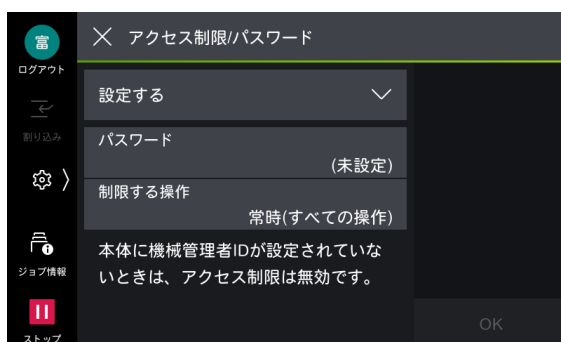 富
ログアウト
割り込み
ジョブ情報
ストップ
アクセス制限/パスワード
設定する
パスワード
(未設定)
制限する操作
常時(すべての操作)
本体に機械管理者IDが設定されていな
いときは、アクセス制限は無効です。
OK